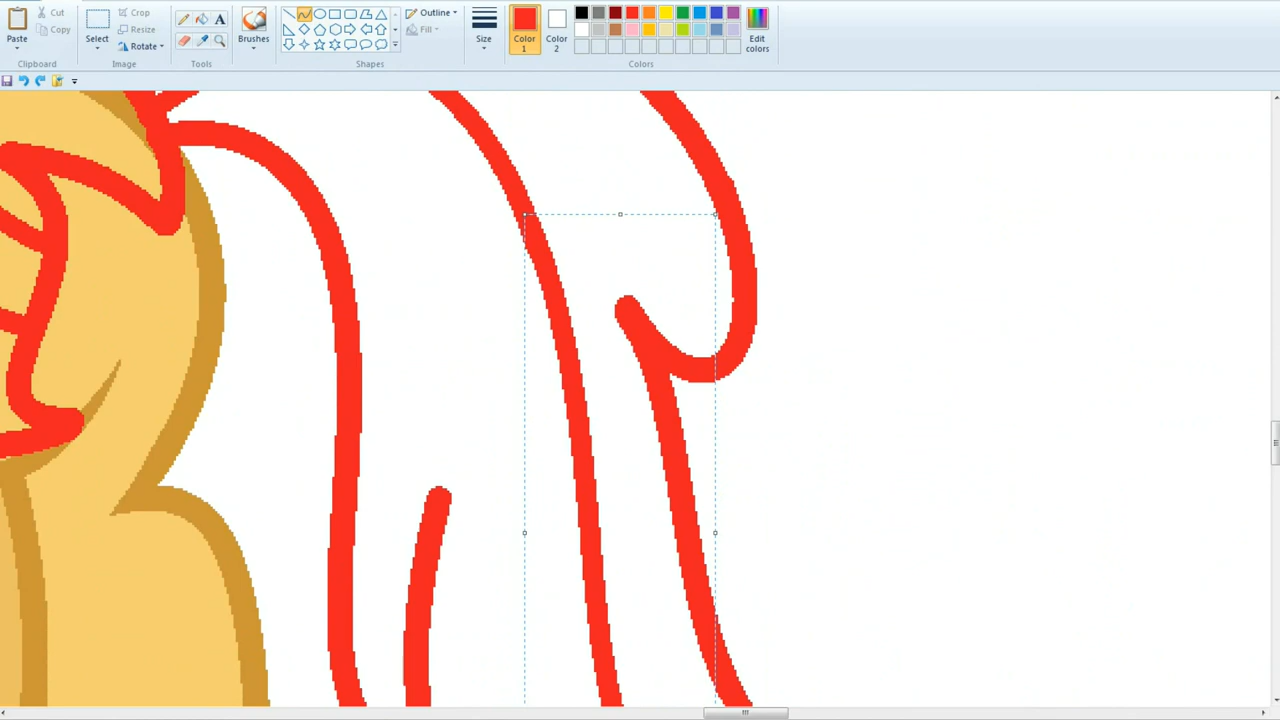 Paste
Cut
Copy
Clipboard
Select
Crop
Resize
Rotate
Image
A
Tools
Brushes
Outline
Fill
Shapes
Size
Color 1
Color 2
Edit colors
Colors